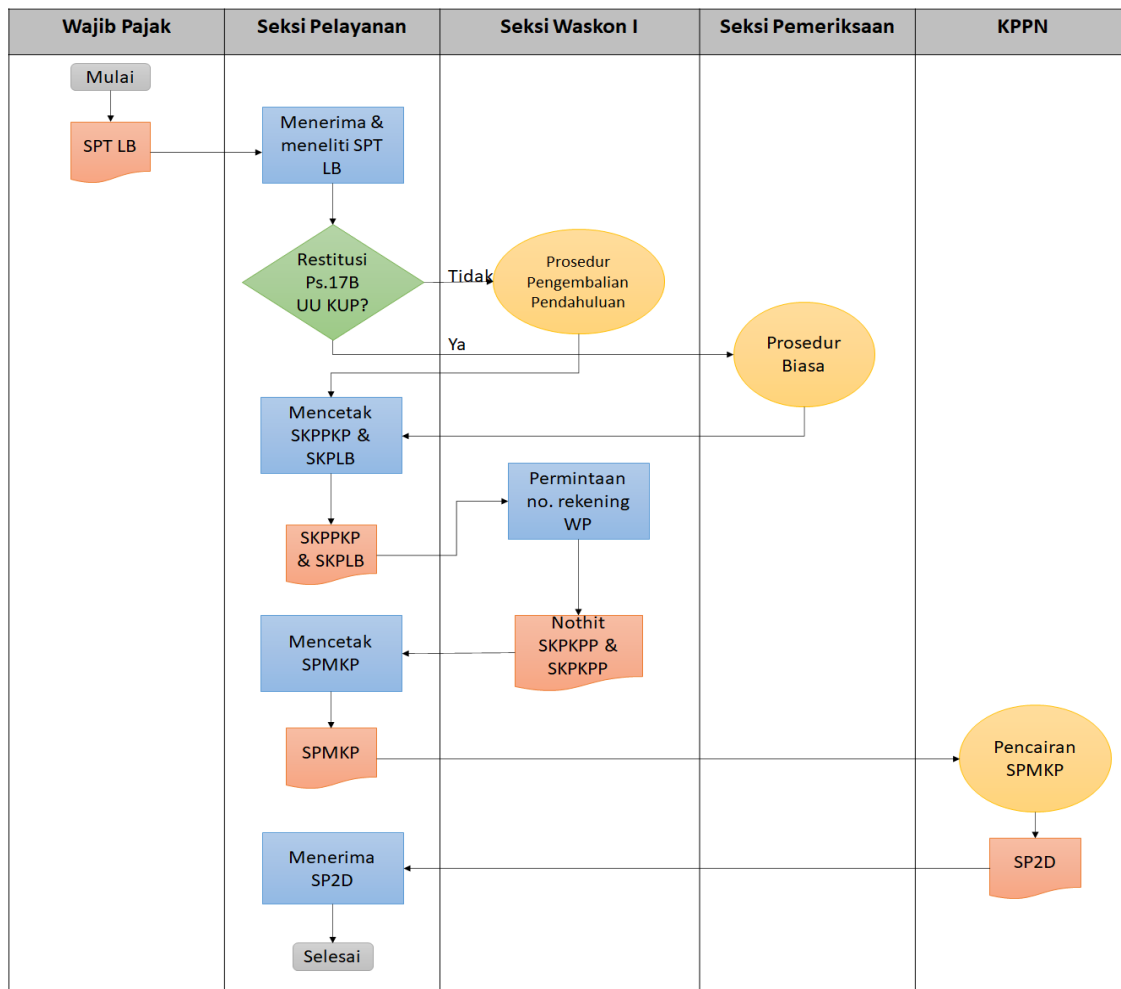 Wajib Pajak
Seksi Pelayanan
Seksi Waskon I
Seksi Pemeriksaan
KPPN
Mulai
SPT LB
Menerima &
meneliti SPT
LB
Restitusi
Ps.17B
UU KUP?
Tidak
Prosedur
Pengembalian
Pendahuluan
Ya
Prosedur
Biasa
Mencetak
SKPPKP &
SKPLB
SKPPKP
& SKPLB
Permintaan
no. rekening
WP
Nothit
SKPKPP &
SKPKPP
Mencetak
SPMKP
SPMKP
Pencairan
SPMKP
SP2D
Menerima
SP2D
Selesai